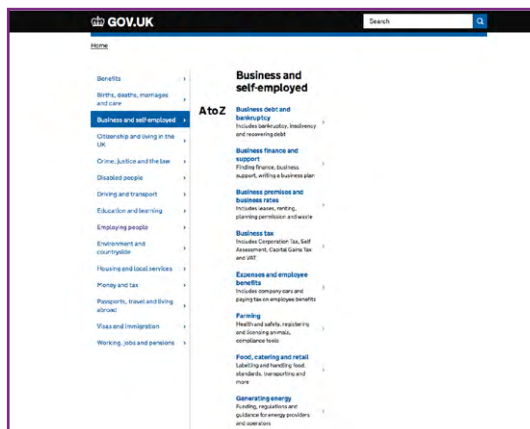 GOV.UK
Search
Home
Benefits
Births, deaths, marriages
and care
Business and self-employed
Citizenship and living in the
UK
Crime, justice and the law
Disabled people
Driving and transport
Education and learning
Employing people
Environment and
countryside
Housing and local services
Money and tax
Passports, travel and living
abroad
Visas and immigration
Working, jobs and pensions
Business and
self-employed
A to Z
Business debt and
bankruptcy
Includes bankruptcy, insolvency
and recovering debt
Business finance and
support
Finding finance, business
support, writing a business plan
Business premises and
business rates
Includes leases, renting,
planning permission and waste
Business tax
Includes Corporation Tax, Self
Assessment, Capital Gains Tax
and VAT
Expenses and employee
benefits
Includes company cars and
paying tax on employee benefits
Farming
Health and safety, registering
and licensing animals,
compliance tools
Food, catering and retail
Labelling and handling food
standards, transporting and
more
Generating energy
Funding, regulations and
guidance for energy providers
and operators